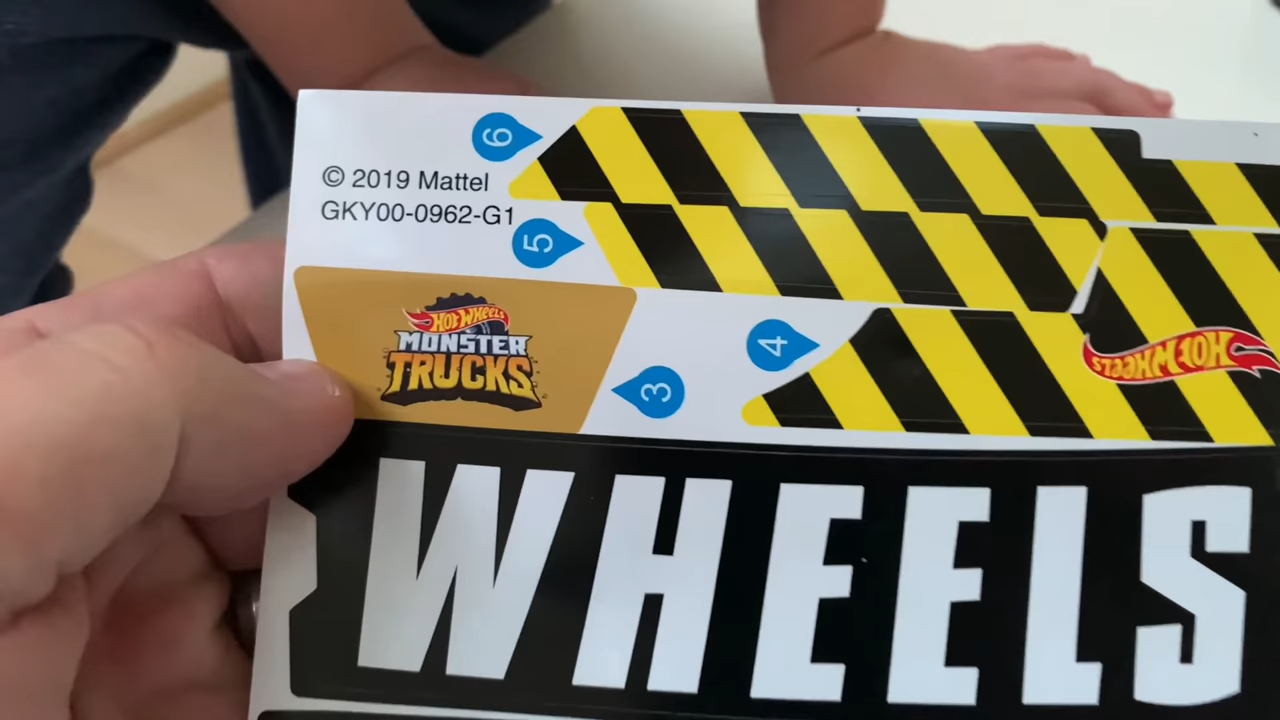 6
© 2019 Mattel
GKY00-0962-G1
5
HOT WHEELS
MONSTER
TRUCKS
3
4
HOT WHEELS
WHEELS